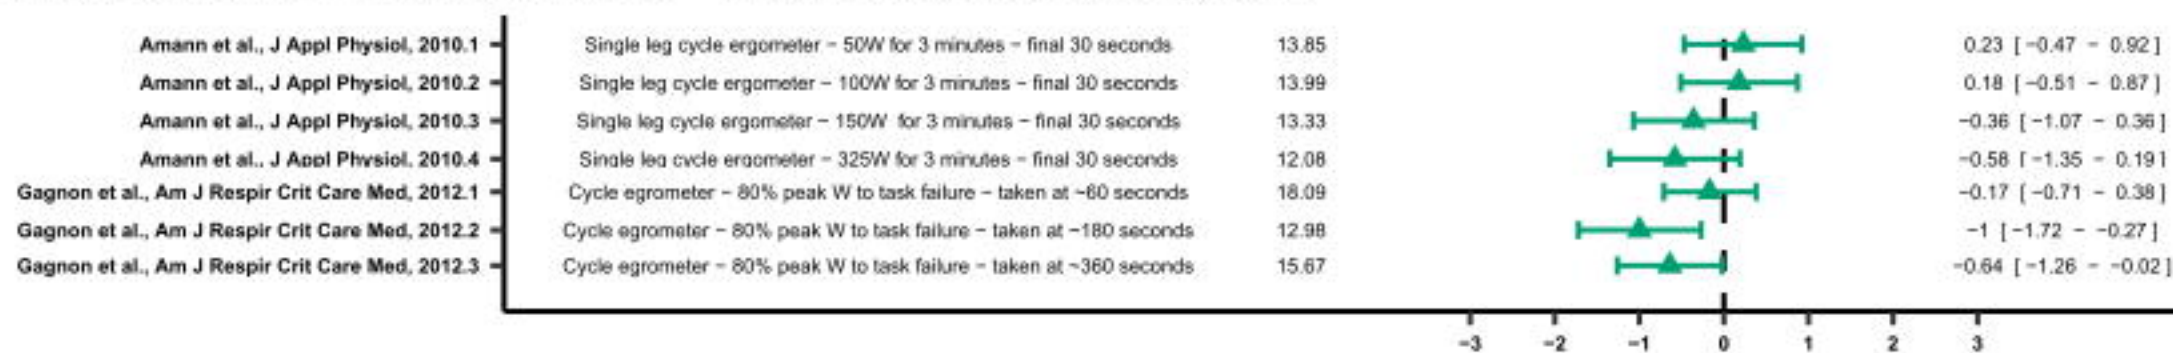 Amann et al., J Appl Physiol, 2010.1 Single leg cycle ergometer − 50W for 3 minutes − final 30 seconds 13.85 0.23 [−0.47 − 0.92]
Amann et al., J Appl Physiol, 2010.2 Single leg cycle ergometer − 100W for 3 minutes − final 30 seconds 13.99 0.18 [−0.51 − 0.87]
Amann et al., J Appl Physiol, 2010.3 Single leg cycle ergometer − 150W for 3 minutes − final 30 seconds 13.33 −0.36 [−1.07 − 0.36]
Amann et al., J Appl Physiol, 2010.4 Single leg cycle ergometer − 325W for 3 minutes − final 30 seconds 12.08 −0.58 [−1.35 − 0.19]
Gagnon et al., Am J Respir Crit Care Med, 2012.1 Cycle egrometer − 80% peak W to task failure − taken at ~60 seconds 18.09 −0.17 [−0.71 − 0.38]
Gagnon et al., Am J Respir Crit Care Med, 2012.2 Cycle egrometer − 80% peak W to task failure − taken at ~180 seconds 12.98 −1 [−1.72 − −0.27]
Gagnon et al., Am J Respir Crit Care Med, 2012.3 Cycle egrometer − 80% peak W to task failure − taken at ~360 seconds 15.67 −0.64 [−1.26 − −0.02]
−3 −2 −1 0 1 2 3